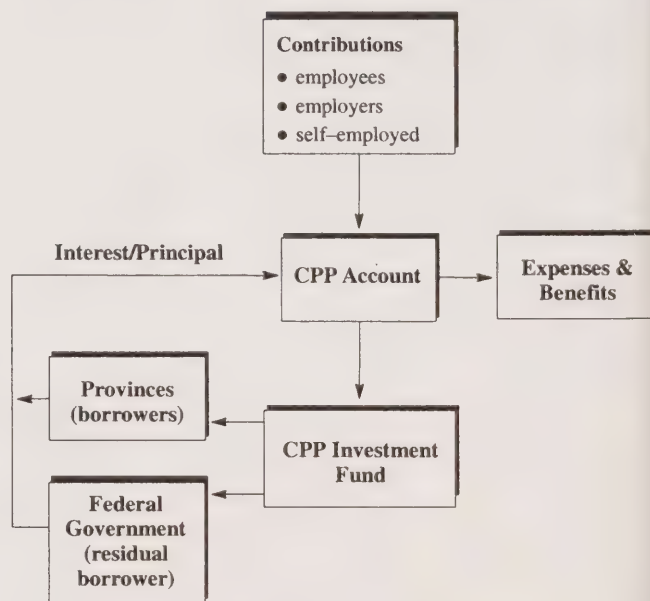 Contributions
• employees
• employers
• self–employed
Interest/Principal
CPP Account
Expenses &
Benefits
Provinces
(borrowers)
CPP Investment
Fund
Federal
Government
(residual
borrower)